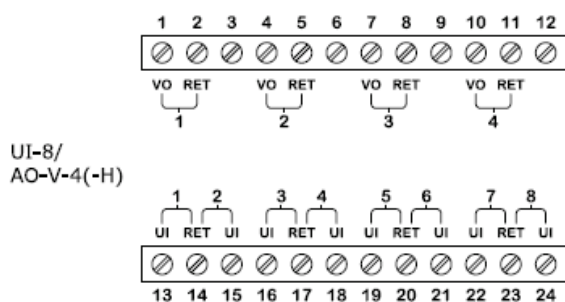 1 2 3 4 5 6 7 8 9 10 11 12
VO RET VO RET VO RET VO RET
1 2 3 4
UI-8/
AO-V-4(-H)
1 2 3 4 5 6 7 8
UI RET UI UI RET UI UI RET UI UI RET UI
13 14 15 16 17 18 19 20 21 22 23 24